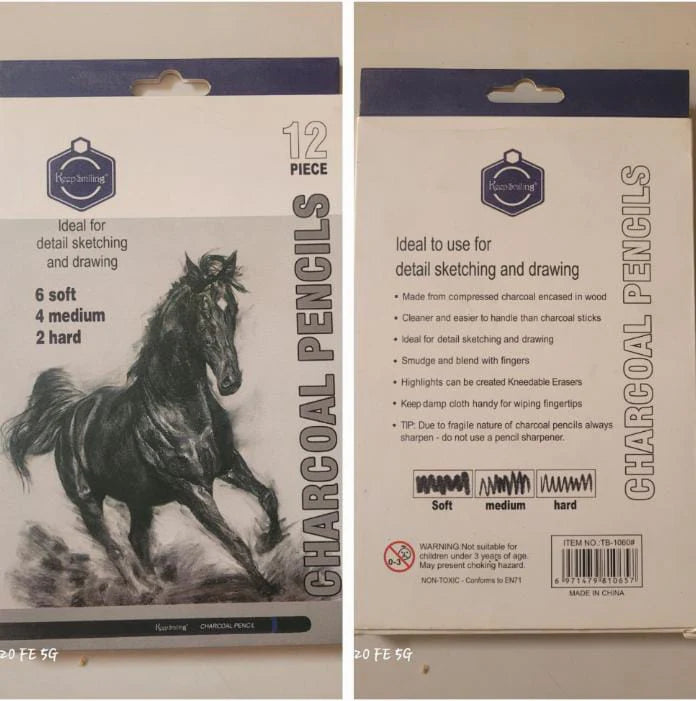 12
PIECE
KeepSmiling
Ideal for
detail sketching
and drawing
6 soft
4 medium
2 hard
CHARCOAL PENCILS
KeepSmiling CHARCOAL PENCIL
20 FE 5G
KeepSmiling
CHARCOAL PENCILS
Ideal to use for
detail sketching and drawing
• Made from compressed charcoal encased in wood
• Cleaner and easier to handle than charcoal sticks
• Ideal for detail sketching and drawing
• Smudge and blend with fingers
• Highlights can be created Kneedable Erasers
• Keep damp cloth handy for wiping fingertips
• TIP: Due to fragile nature of charcoal pencils always
sharpen - do not use a pencil sharpener.
Soft medium hard
0-3
WARNING:Not suitable for
children under 3 years of age.
May present choking hazard.
NON-TOXIC - Conforms to EN71
ITEM NO.:TB-1060#
6 971479 810657
MADE IN CHINA
20 FE 5G